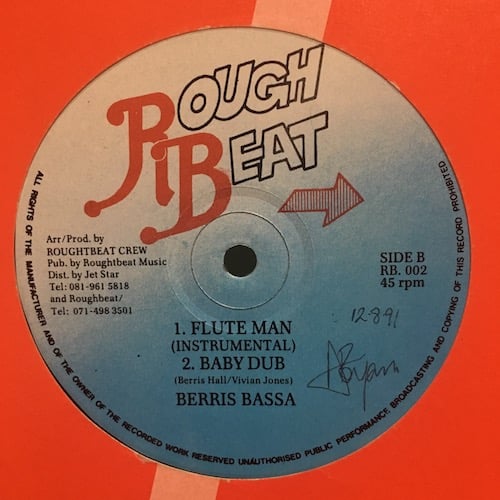 ROUGH
BEAT
Arr/Prod. by
ROUGHTBEAT CREW
Pub. by Roughtbeat Music
Dist. by Jet Star
Tel: 081-961 5818
and Roughbeat/
Tel: 071-498 3501
SIDE B
RB. 002
45 rpm
1. FLUTE MAN
(INSTRUMENTAL)
2. BABY DUB
(Berris Hall/Vivian Jones)
BERRIS BASSA
12·8·91
ALL RIGHTS OF THE MANUFACTURER AND OF THE OWNER OF THE RECORDED WORK RESERVED UNAUTHORISED PUBLIC PERFORMANCE BROADCASTING AND COPYING OF THIS RECORD PROHIBITED